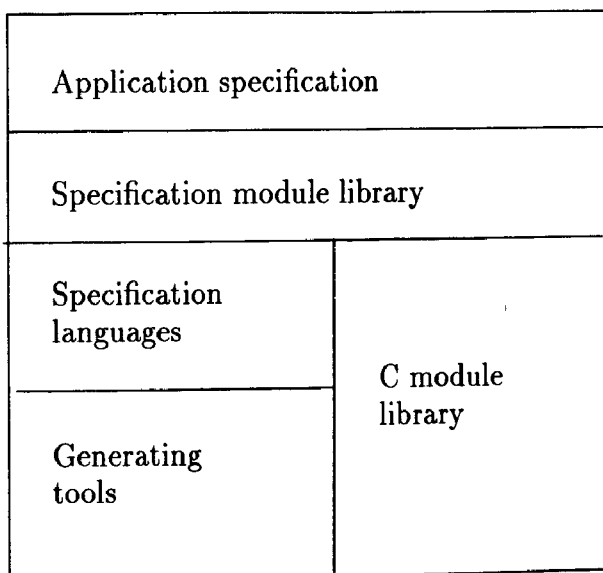 Application specification
Specification module library
Specification
languages
C module
library
Generating
tools